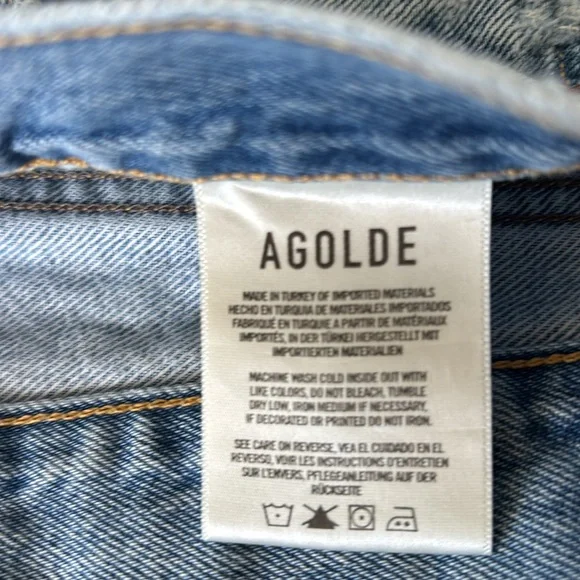 AGOLDE
MADE IN TURKEY OF IMPORTED MATERIALS
HECHO EN TURQUIA DE MATERIALES IMPORTADOS
FABRIQUÉ EN TURQUIE A PARTIR DE MATÉRIAUX
IMPORTÉS, IN DER TÜRKEI HERGESTELLT MIT
IMPORTIERTEN MATERIALIEN
MACHINE WASH COLD INSIDE OUT WITH
LIKE COLORS, DO NOT BLEACH, TUMBLE
DRY LOW, IRON MEDIUM IF NECESSARY,
IF DECORATED OR PRINTED DO NOT IRON.
SEE CARE ON REVERSE, VEA EL CUIDADO EN EL
REVERSO, VOIR LES INSTRUCTIONS D'ENTRETIEN
SUR L'ENVERS, PFLEGEANLEITUNG AUF DER
RÜCKSEITE